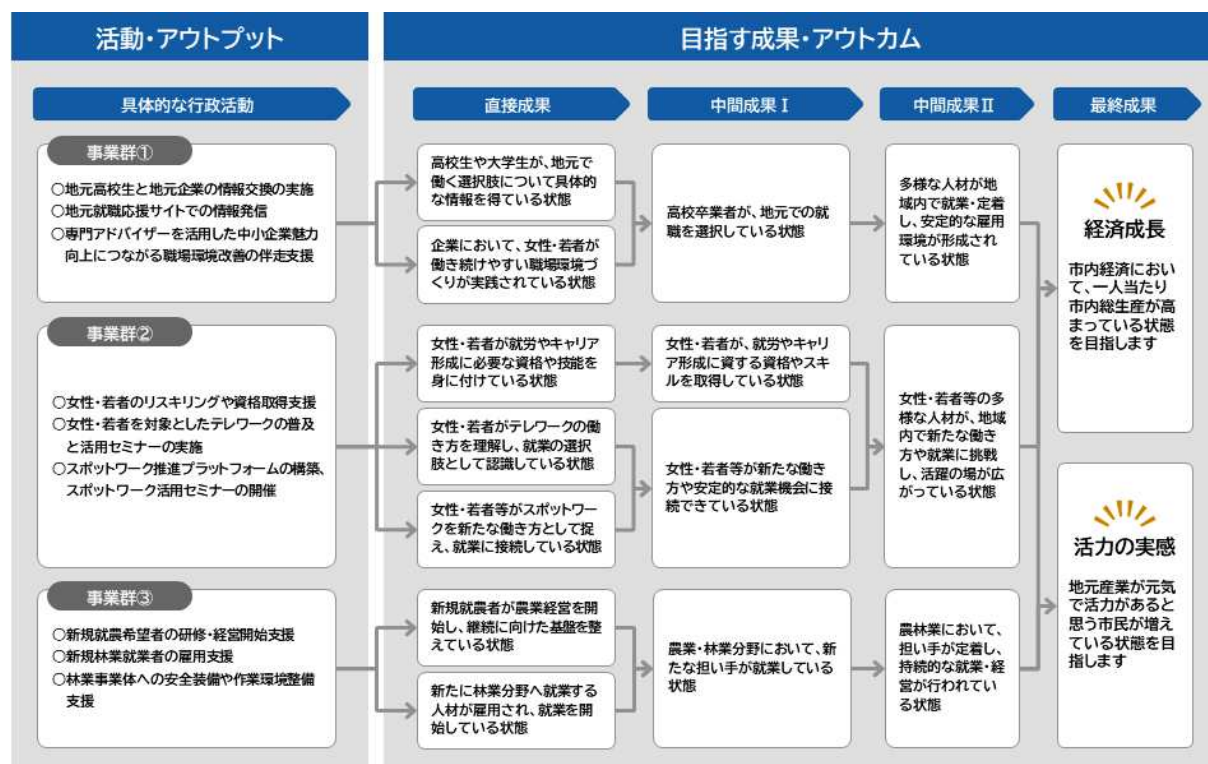 活動・アウトプット
目指す成果・アウトカム
具体的な行政活動
直接成果
中間成果Ⅰ
中間成果Ⅱ
最終成果
事業群①
○地元高校生と地元企業の情報交換の実施
○地元就職応援サイトでの情報発信
○専門アドバイザーを活用した中小企業魅力
向上につながる職場環境改善の伴走支援
高校生や大学生が、地元で
働く選択肢について具体的
な情報を得ている状態
企業において、女性・若者が
働き続けやすい職場環境づ
くりが実践されている状態
高校卒業者が、地元での就
職を選択している状態
多様な人材が地
域内で就業・定着
し、安定的な雇用
環境が形成され
ている状態
事業群②
○女性・若者のリスキリングや資格取得支援
○女性・若者を対象としたテレワークの普及
と活用セミナーの実施
○スポットワーク推進プラットフォームの構築、
スポットワーク活用セミナーの開催
女性・若者が就労やキャリア
形成に必要な資格や技能を
身に付けている状態
女性・若者がテレワークの働
き方を理解し、就業の選択
肢として認識している状態
女性・若者等がスポットワー
クを新たな働き方として捉
え、就業に接続している状態
女性・若者が、就労やキャリ
ア形成に資する資格やスキ
ルを取得している状態
女性・若者等が新たな働き
方や安定的な就業機会に接
続できている状態
女性・若者等の多
様な人材が、地域
内で新たな働き
方や就業に挑戦
し、活躍の場が広
がっている状態
事業群③
○新規就農希望者の研修・経営開始支援
○新規林業就業者の雇用支援
○林業事業体への安全装備や作業環境整備
支援
新規就農者が農業経営を開
始し、継続に向けた基盤を整
えている状態
新たに林業分野へ就業する
人材が雇用され、就業を開
始している状態
農業・林業分野において、新
たな担い手が就業している
状態
農林業において、
担い手が定着し、
持続的な就業・経
営が行われてい
る状態
経済成長
市内経済におい
て、一人当たり
市内総生産が高
まっている状態
を目指します
活力の実感
地元産業が元気
で活力があると
思う市民が増
えている状態を目
指します